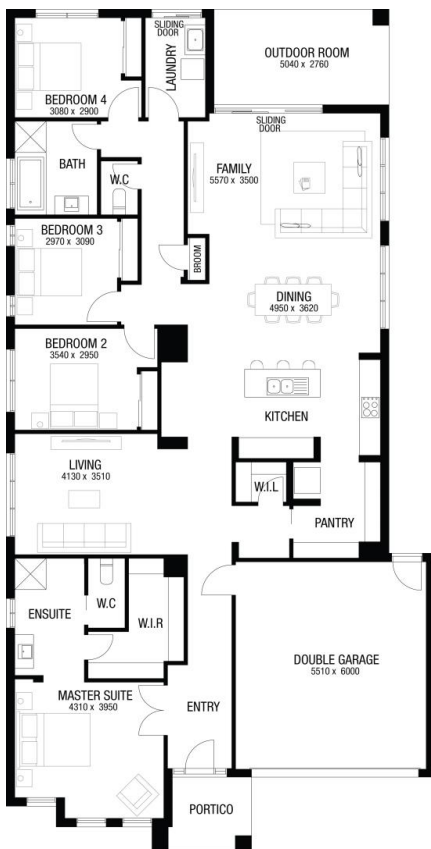 SLIDING
DOOR
LAUNDRY
OUTDOOR ROOM
5040 x 2760
BEDROOM 4
3080 x 2900
SLIDING
DOOR
BATH
W.C
FAMILY
5570 x 3500
BEDROOM 3
2970 x 3090
BROOM
DINING
4950 x 3620
BEDROOM 2
3540 x 2950
KITCHEN
LIVING
4130 x 3510
W.I.L
PANTRY
ENSUITE
W.C
W.I.R
DOUBLE GARAGE
5510 x 6000
MASTER SUITE
4310 x 3950
ENTRY
PORTICO